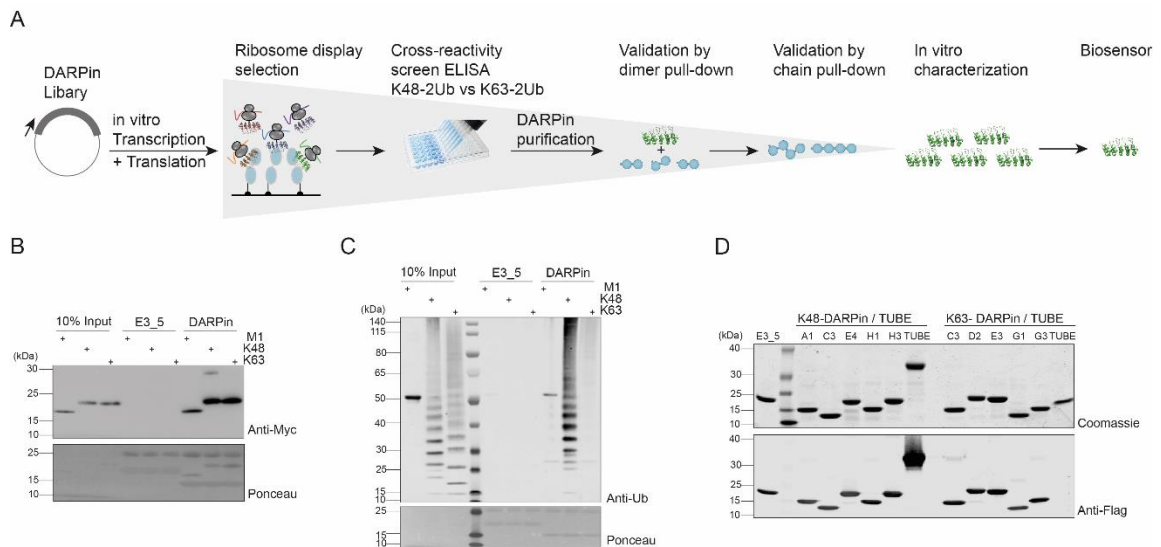 A
DARPin
Libary
in vitro
Transcription
+ Translation
Ribosome display
selection
Cross-reactivity
screen ELISA
K48-2Ub vs K63-2Ub
DARPin
purification
Validation by
dimer pull-down
+
Validation by
chain pull-down
In vitro
characterization
Biosensor
B
10% Input E3_5 DARPin
+ + + M1
+ + + K48
+ + + K63
(kDa)
30
25
15
10
Anti-Myc
25
15
10
Ponceau
C
10% Input E3_5 DARPin
+ + + M1
+ + + K48
+ + + K63
(kDa)
140
115
80
70
50
40
30
25
15
10
Anti-Ub
25
15
10
Ponceau
D
K48-DARPin / TUBE K63- DARPin / TUBE
(kDa) E3_5 A1 C3 E4 H1 H3 TUBE C3 D2 E3 G1 G3 TUBE
40
30
25
15
10
Coomassie
40
30
25
15
10
Anti-Flag